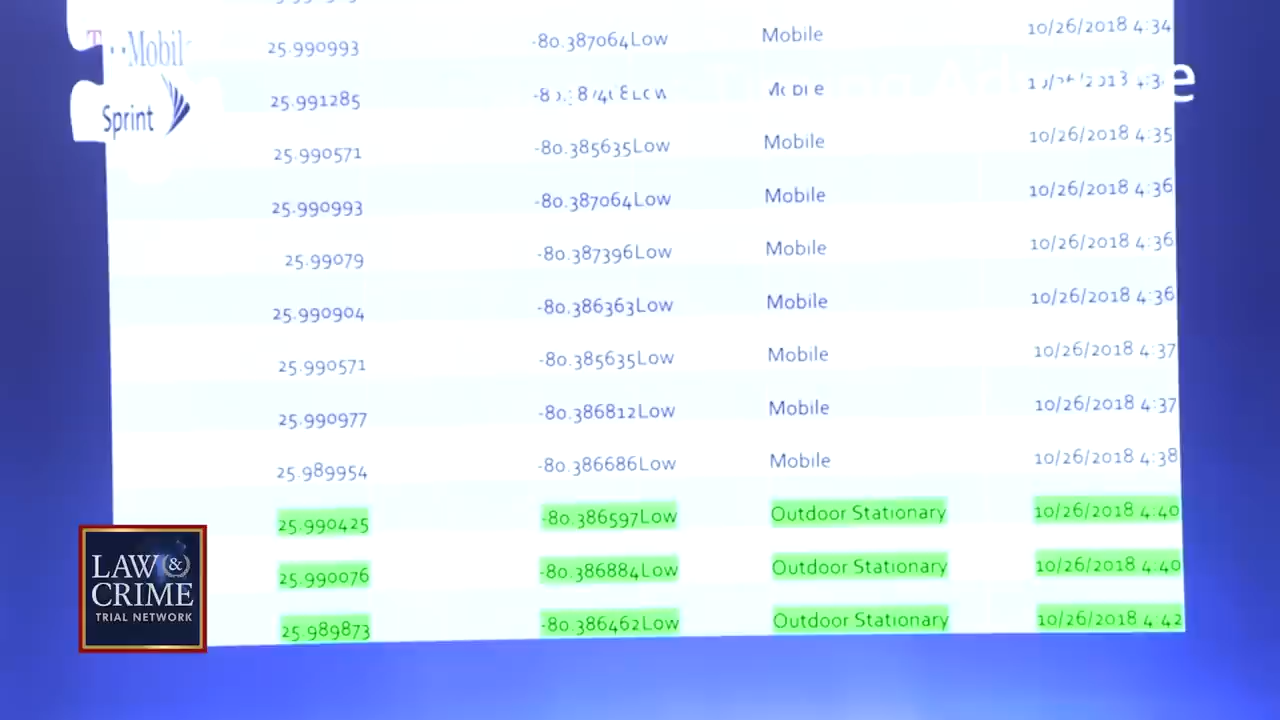 T-Mobile
Sprint
25.990993 -80.387064Low Mobile 10/26/2018 4:34
25.991285 Mobile
25.990571 -80.385635Low Mobile 10/26/2018 4:35
25.990993 -80.387064Low Mobile 10/26/2018 4:36
25.99079 -80.387396Low Mobile 10/26/2018 4:36
25.990904 -80.386363Low Mobile 10/26/2018 4:36
25.990571 -80.385635Low Mobile 10/26/2018 4:37
25.990977 -80.386812Low Mobile 10/26/2018 4:37
25.989954 -80.386686Low Mobile 10/26/2018 4:38
25.990425 -80.386597Low Outdoor Stationary 10/26/2018 4:40
25.990076 -80.386884Low Outdoor Stationary 10/26/2018 4:40
25.989873 -80.386462Low Outdoor Stationary 10/26/2018 4:42
LAW &
CRIME
TRIAL NETWORK